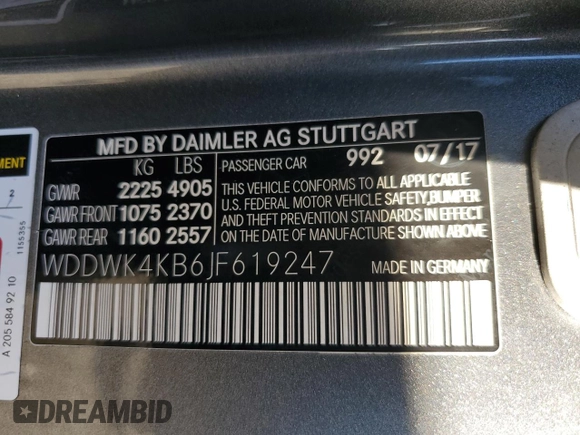 MFD BY DAIMLER AG STUTTGART
KG LBS
PASSENGER CAR 992 07/17
GVWR 2225 4905
GAWR FRONT 1075 2370
GAWR REAR 1160 2557
THIS VEHICLE CONFORMS TO ALL APPLICABLE
U.S. FEDERAL MOTOR VEHICLE SAFETY, BUMPER
AND THEFT PREVENTION STANDARDS IN EFFECT
ON THE DATE OF MANUFACTURE SHOWN ABOVE.
WDDWK4KB6JF619247
MADE IN GERMANY
2
1155355
A 205 584 92 10
DREAMBID